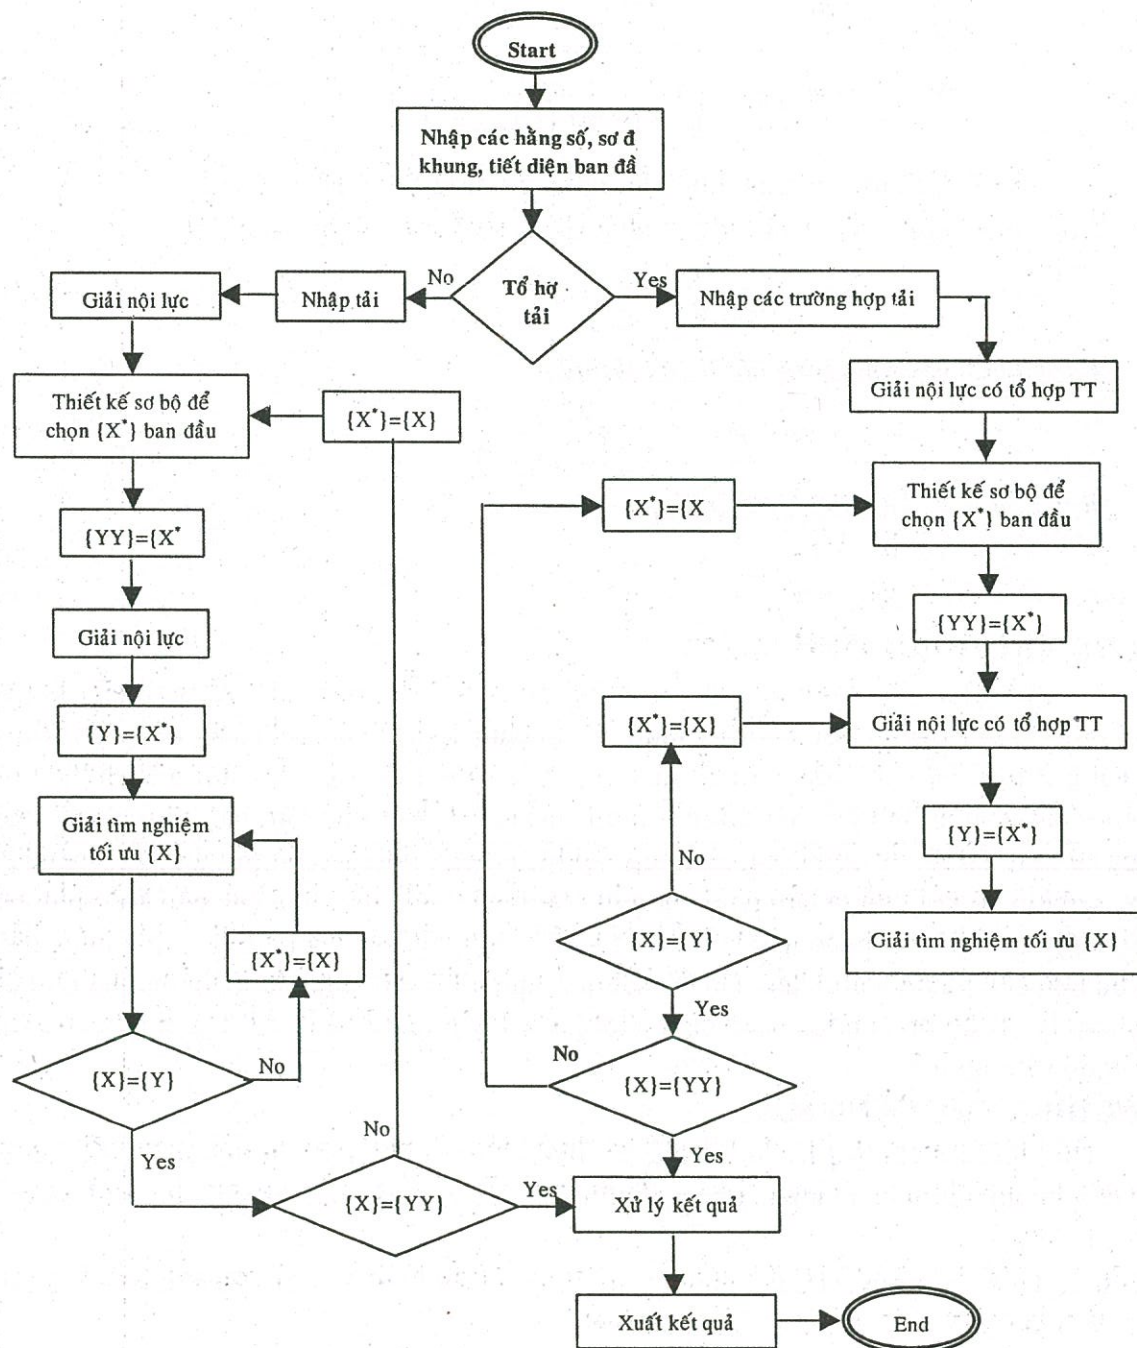 Start
Nhập các hằng số, sơ đ
khung, tiết diện ban đầ
Tổ hợ
tải
No
Yes
Nhập tải
Giải nội lực
Nhập các trường hợp tải
Thiết kế sơ bộ để
chọn {X*} ban đầu
{X*}={X}
{YY}={X*
Giải nội lực
{Y}={X*}
Giải tìm nghiệm
tối ưu {X}
{X*}={X}
{X}={Y}
No
Yes
No
{X}={YY}
Yes
Giải nội lực có tổ hợp TT
{X*}={X
Thiết kế sơ bộ để
chọn {X*} ban đầu
{YY}={X*}
{X*}={X}
Giải nội lực có tổ hợp TT
{Y}={X*}
No
{X}={Y}
Giải tìm nghiệm tối ưu {X}
Yes
No
{X}={YY}
Yes
Xử lý kết quả
Xuất kết quả
End